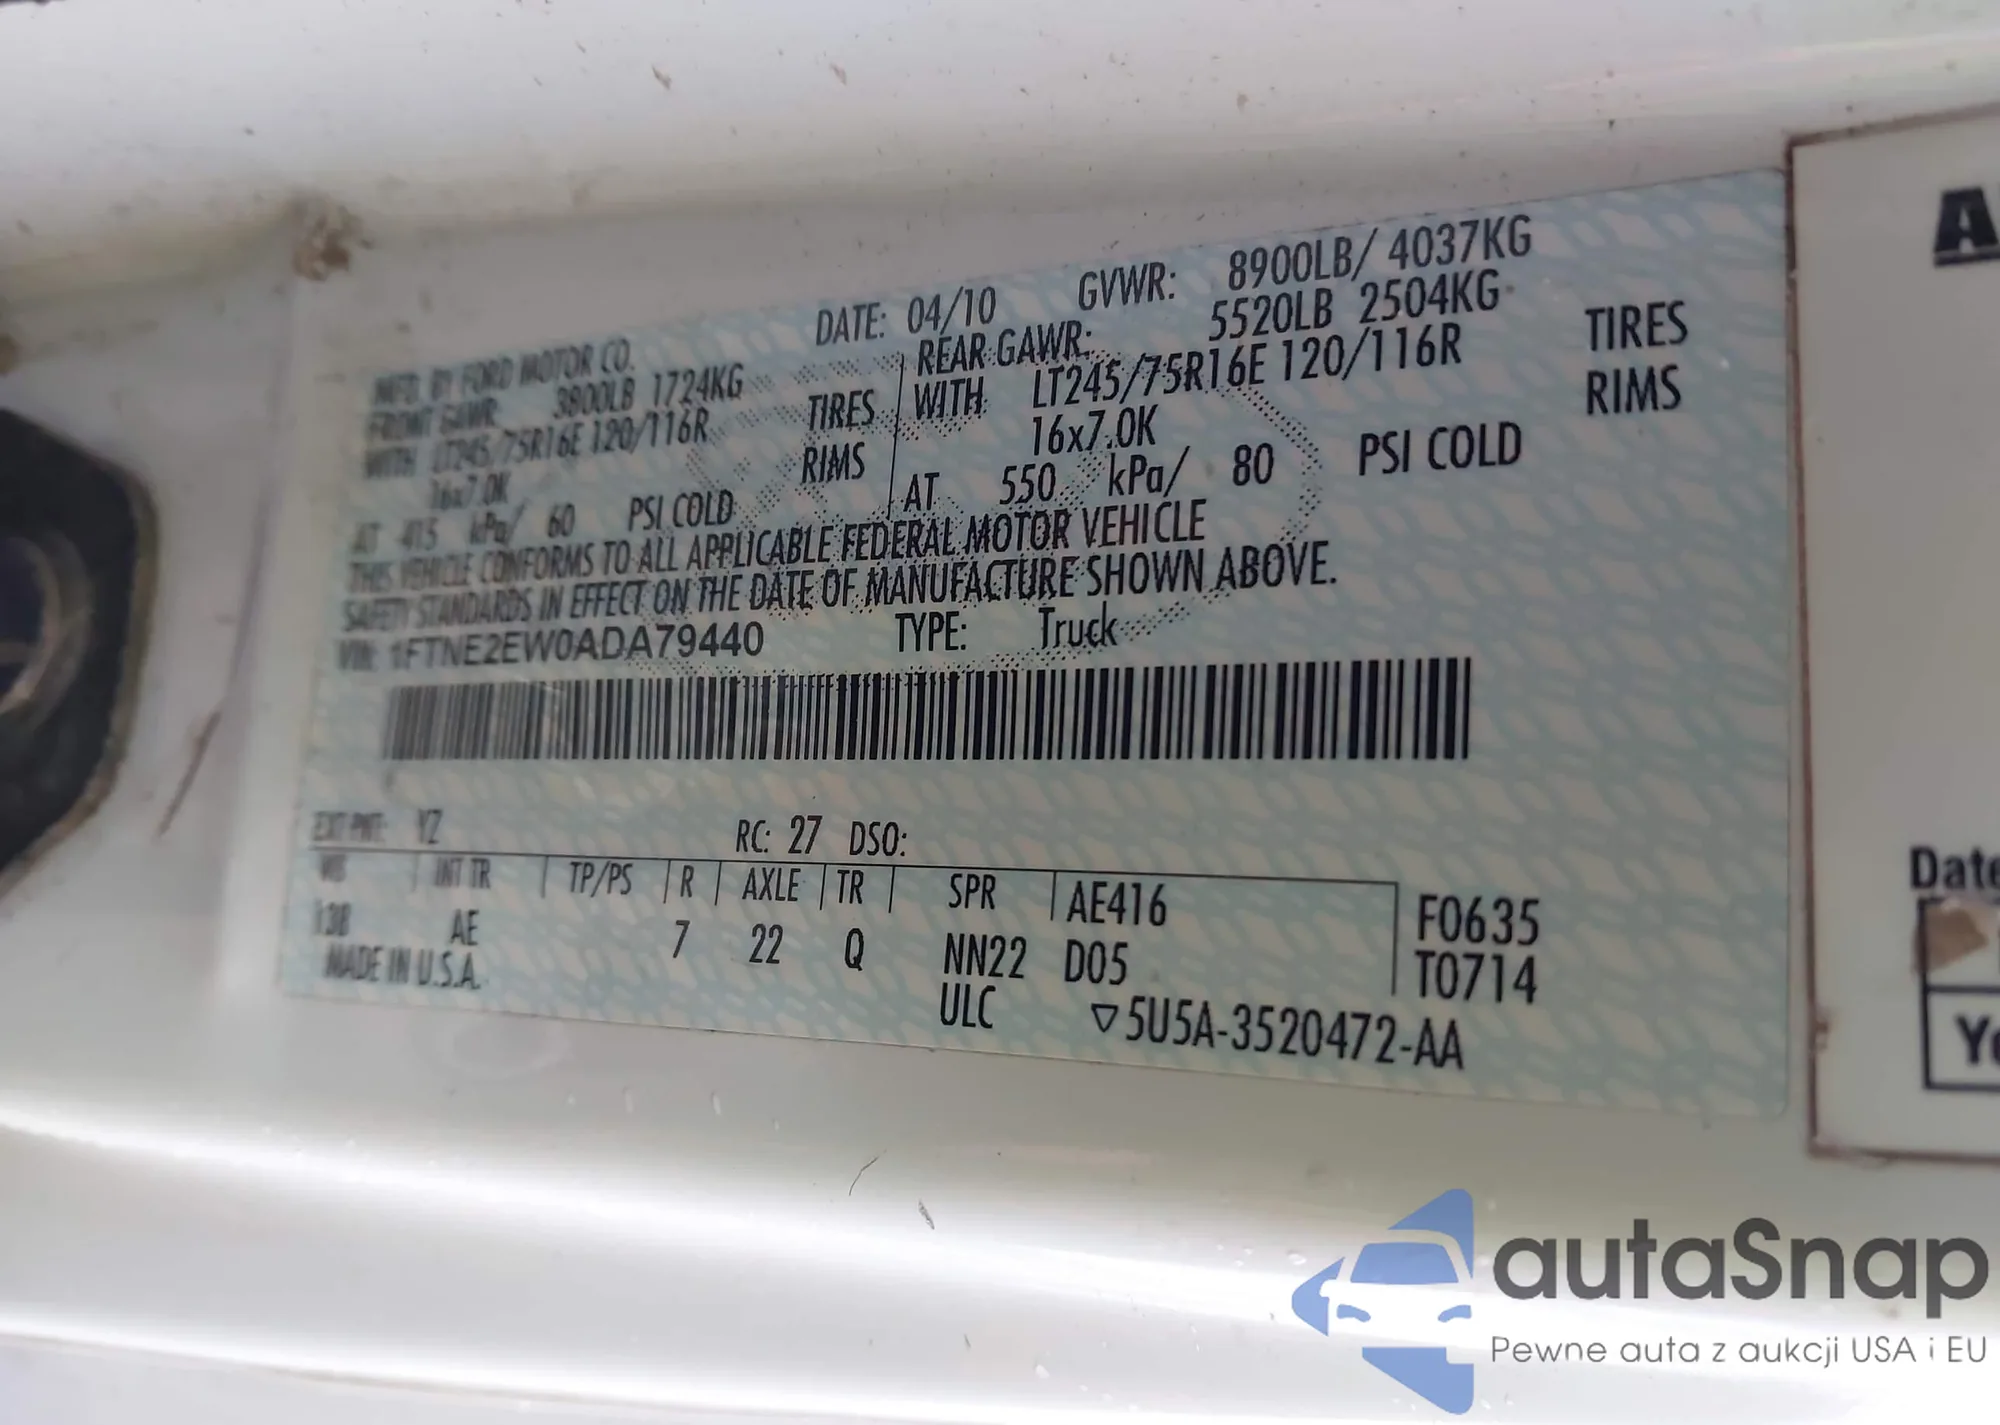 MFD. BY FORD MOTOR CO. DATE: 04/10 GVWR: 8900LB/ 4037KG
FRONT GAWR: 3800LB 1724KG REAR GAWR: 5520LB 2504KG
WITH LT245/75R16E 120/116R TIRES WITH LT245/75R16E 120/116R TIRES
16x7.0K RIMS 16x7.0K RIMS
AT 415 kPa/ 60 PSI COLD AT 550 kPa/ 80 PSI COLD
THIS VEHICLE CONFORMS TO ALL APPLICABLE FEDERAL MOTOR VEHICLE
SAFETY STANDARDS IN EFFECT ON THE DATE OF MANUFACTURE SHOWN ABOVE.
VIN: 1FTNE2EW0ADA79440 TYPE: Truck
EXT PNT: YZ RC: 27 DSO:
WB INT TR TP/PS R AXLE TR SPR AE416 F0635
138 AE 7 22 Q NN22 D05 T0714
MADE IN U.S.A. ULC ▽5U5A-3520472-AA
Date
autaSnap
Pewne auta z aukcji USA i EU